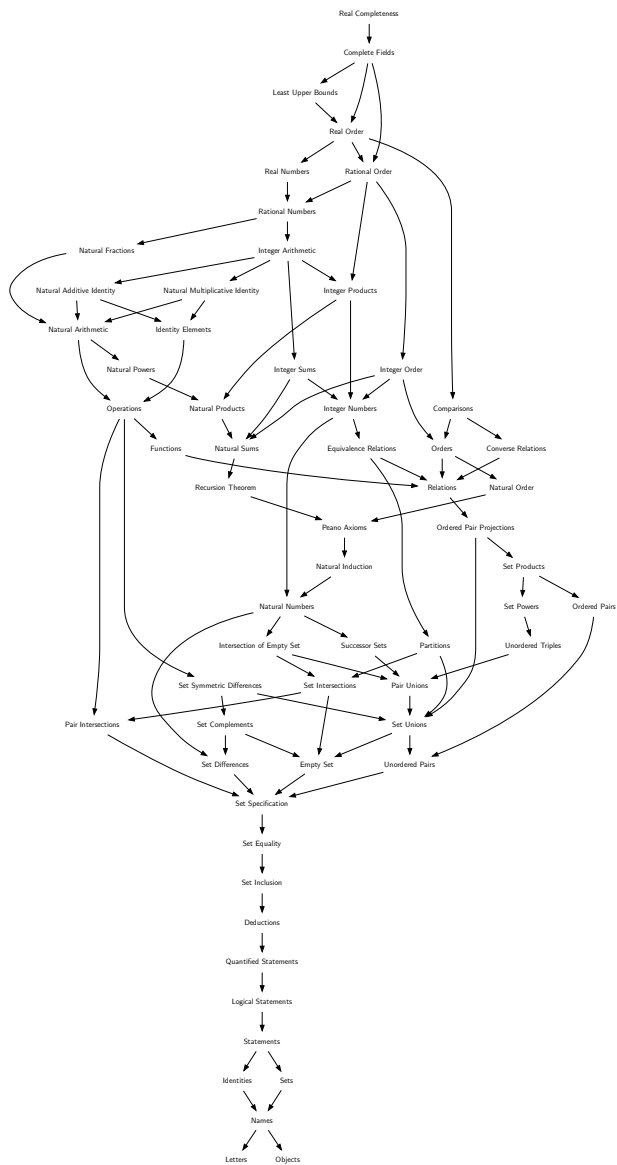 Real Completeness
Complete Fields
Least Upper Bounds
Real Order
Real Numbers
Rational Order
Rational Numbers
Natural Fractions
Integer Arithmetic
Natural Additive Identity
Natural Multiplicative Identity
Integer Products
Natural Arithmetic
Identity Elements
Natural Powers
Integer Sums
Integer Order
Operations
Natural Products
Integer Numbers
Comparisons
Functions
Natural Sums
Equivalence Relations
Orders
Converse Relations
Recursion Theorem
Relations
Natural Order
Peano Axioms
Ordered Pair Projections
Natural Induction
Set Products
Natural Numbers
Set Powers
Ordered Pairs
Intersection of Empty Set
Successor Sets
Partitions
Unordered Triples
Set Symmetric Differences
Set Intersections
Pair Unions
Pair Intersections
Set Complements
Set Unions
Set Differences
Empty Set
Unordered Pairs
Set Specification
Set Equality
Set Inclusion
Deductions
Quantified Statements
Logical Statements
Statements
Identities
Sets
Names
Letters
Objects